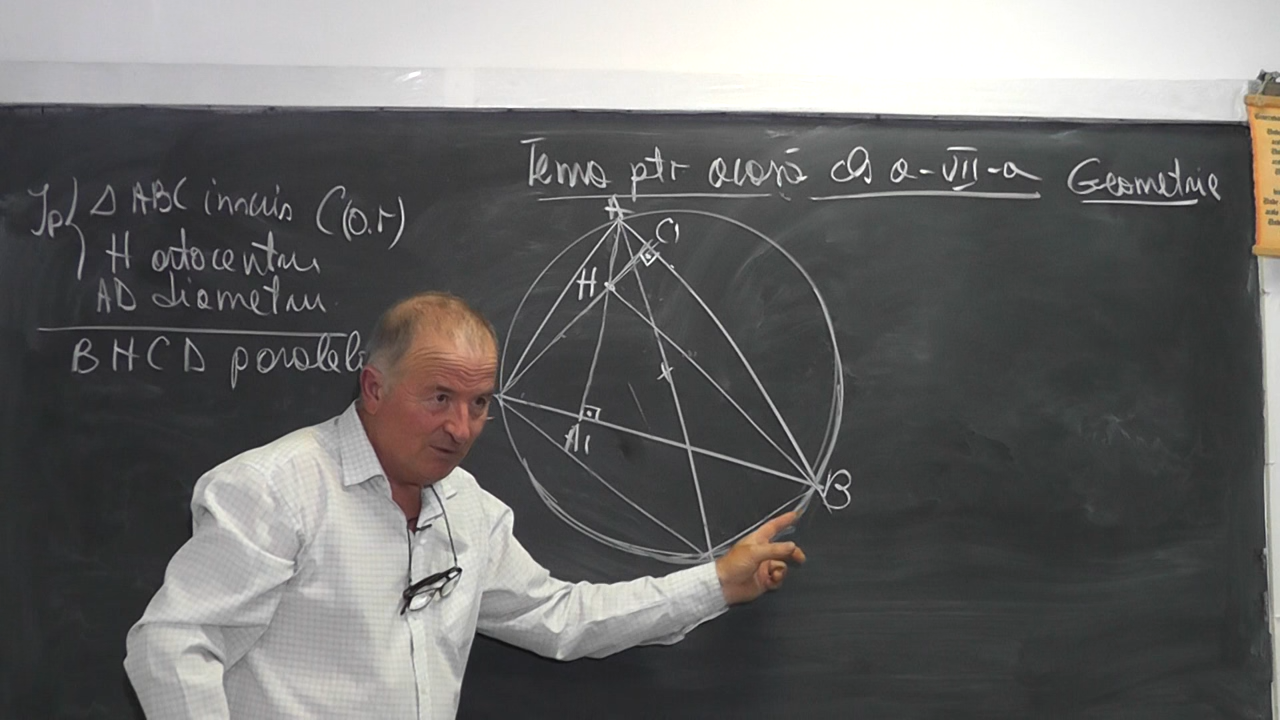 Temă ptr acasă cls a-VII-a Geometrie
Ip { Δ ABC inscris C(O,r)
H ortocentru
AD diametru
BHCD paralel
A
C1
H
A1
B